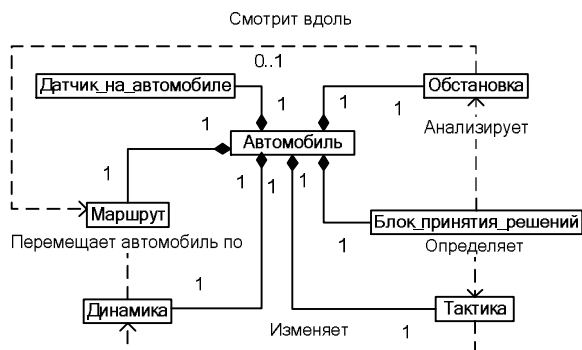 Смотрит вдоль
0..1
Датчик_на_автомобиле
Обстановка
1
1
1
1
Анализирует
Автомобиль
1
1
1
Маршрут
Блок_принятия_решений
Перемещает автомобиль по
1
Определяет
1
Динамика
Тактика
Изменяет
1